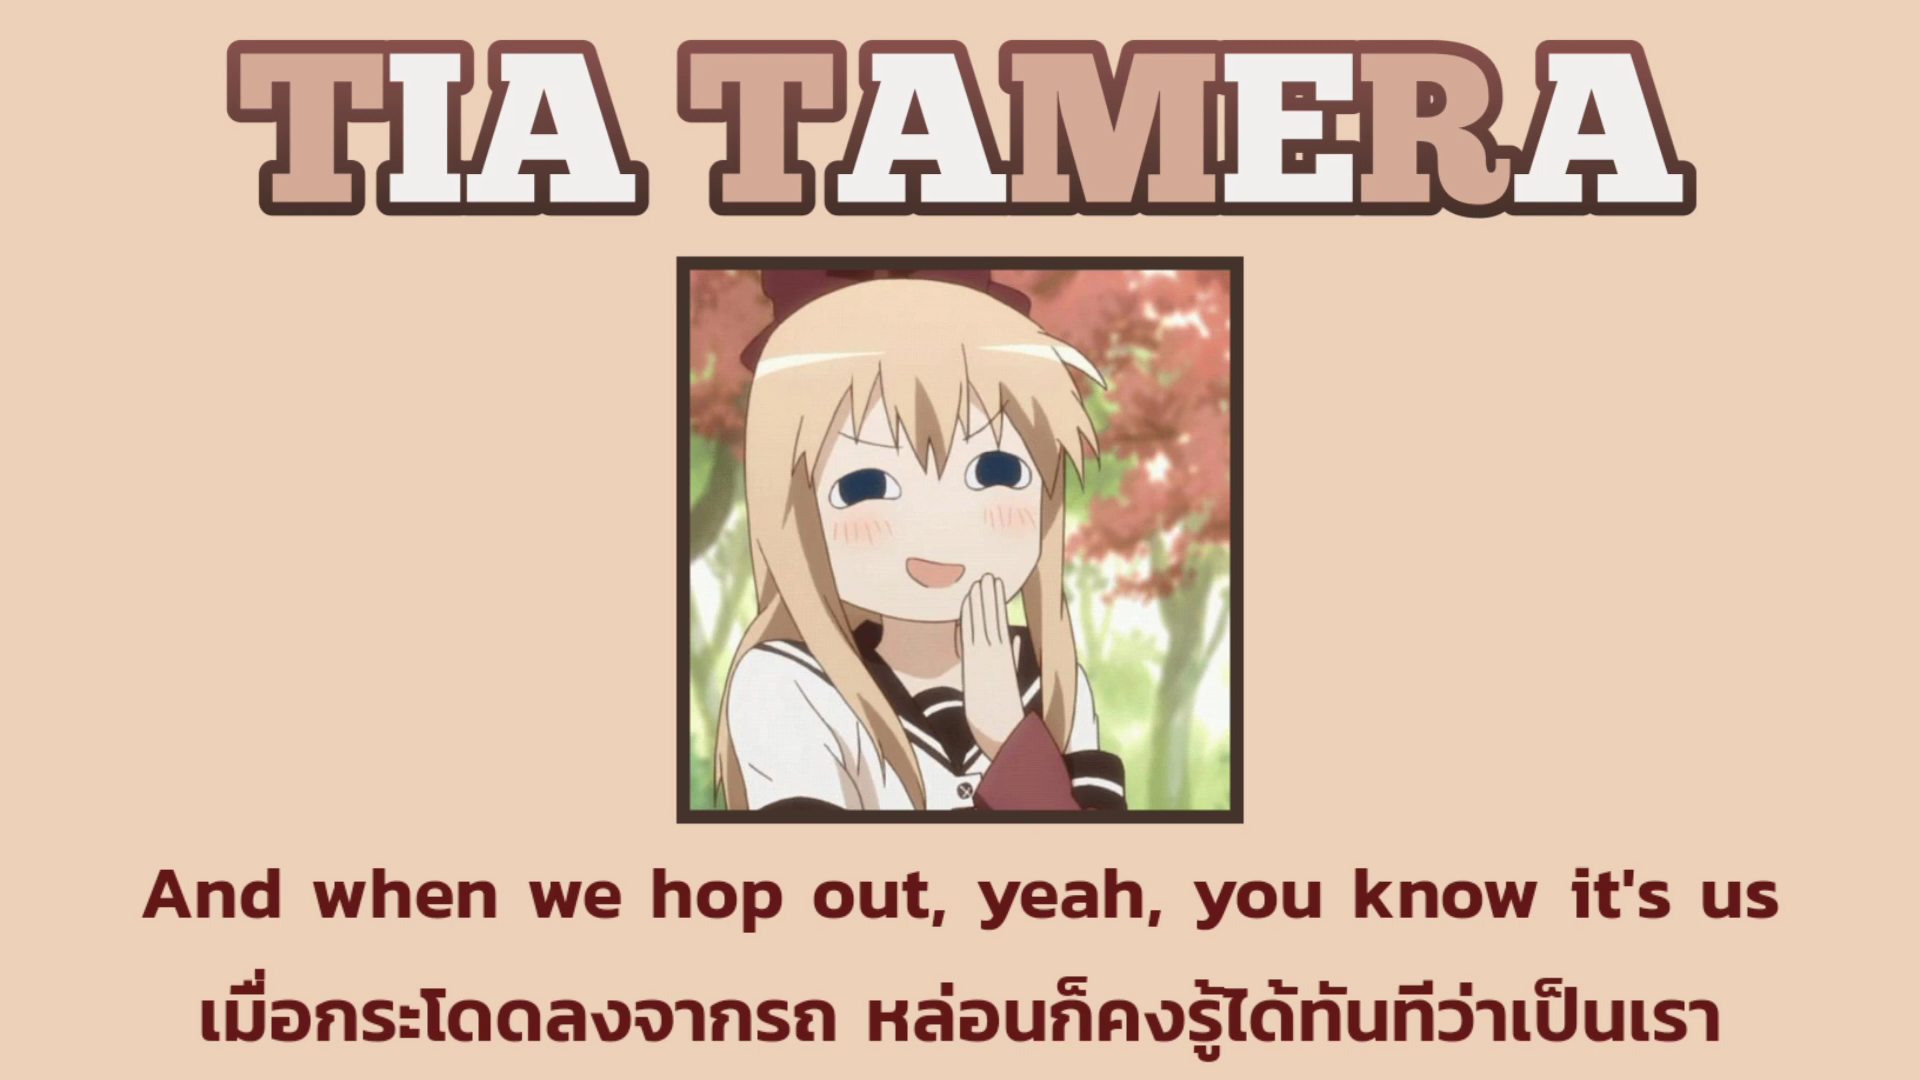 TIA TAMERA
And when we hop out, yeah, you know it's us
เมื่อกระโดดลงจากรถ หล่อนก็คงรู้ได้ทันทีว่าเป็นเรา